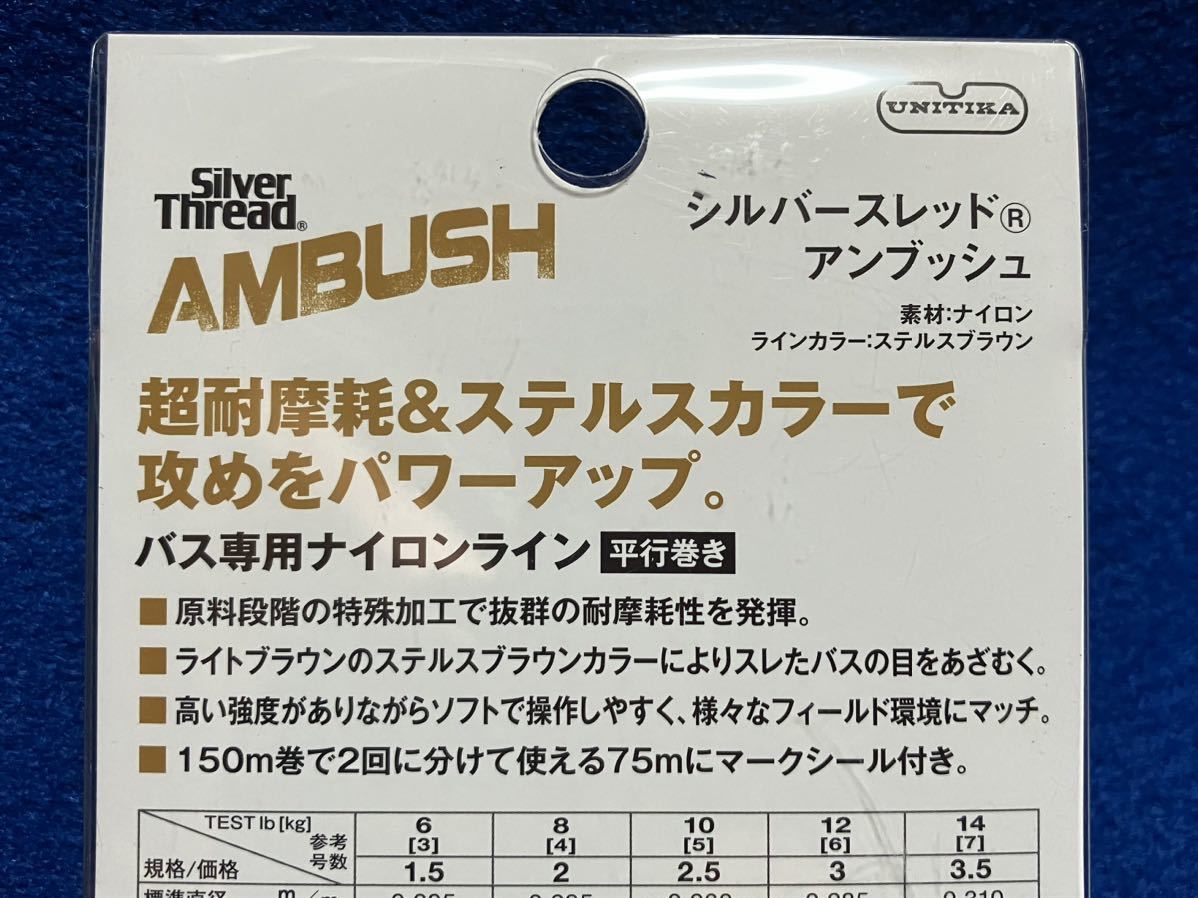 UNITIKA
Silver
Thread®
AMBUSH
シルバースレッド®
アンブッシュ
素材:ナイロン
ラインカラー:ステルスブラウン
超耐摩耗&ステルスカラーで
攻めをパワーアップ。
バス専用ナイロンライン 平行巻き
■ 原料段階の特殊加工で抜群の耐摩耗性を発揮。
■ ライトブラウンのステルスブラウンカラーによりスレたバスの目をあざむく。
■ 高い強度がありながらソフトで操作しやすく、様々なフィールド環境にマッチ。
■ 150m巻で2回に分けて使える75mにマークシール付き。
TEST lb[kg] 6 8 10 12 14
参考 [3] [4] [5] [6] [7]
規格/価格 号数 1.5 2 2.5 3 3.5
標準直径